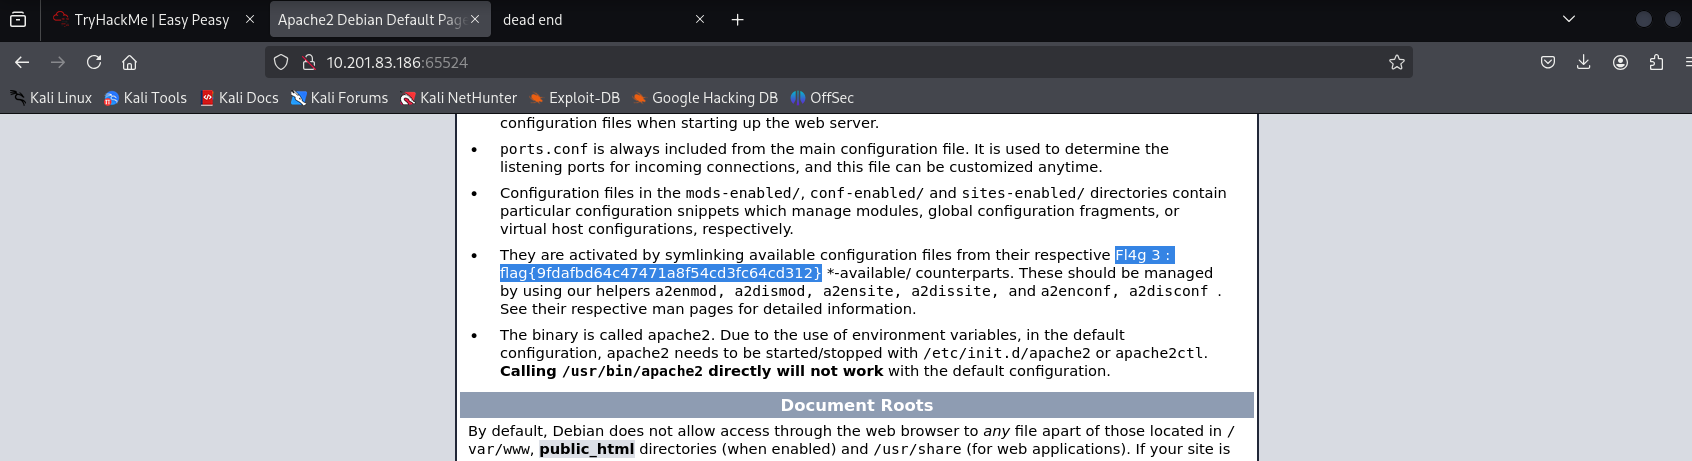 TryHackMe | Easy Peasy
Apache2 Debian Default Page
dead end
10.201.83.186:65524
Kali Linux
Kali Tools
Kali Docs
Kali Forums
Kali NetHunter
Exploit-DB
Google Hacking DB
OffSec
configuration files when starting up the web server.
ports.conf is always included from the main configuration file. It is used to determine the
listening ports for incoming connections, and this file can be customized anytime.
Configuration files in the mods-enabled/, conf-enabled/ and sites-enabled/ directories contain
particular configuration snippets which manage modules, global configuration fragments, or
virtual host configurations, respectively.
They are activated by symlinking available configuration files from their respective Fl4g 3 :
flag{9fdafbd64c47471a8f54cd3fc64cd312} *-available/ counterparts. These should be managed
by using our helpers a2enmod, a2dismod, a2ensite, a2dissite, and a2enconf, a2disconf .
See their respective man pages for detailed information.
The binary is called apache2. Due to the use of environment variables, in the default
configuration, apache2 needs to be started/stopped with /etc/init.d/apache2 or apache2ctl.
Calling /usr/bin/apache2 directly will not work with the default configuration.
Document Roots
By default, Debian does not allow access through the web browser to any file apart of those located in /
var/www, public_html directories (when enabled) and /usr/share (for web applications). If your site is